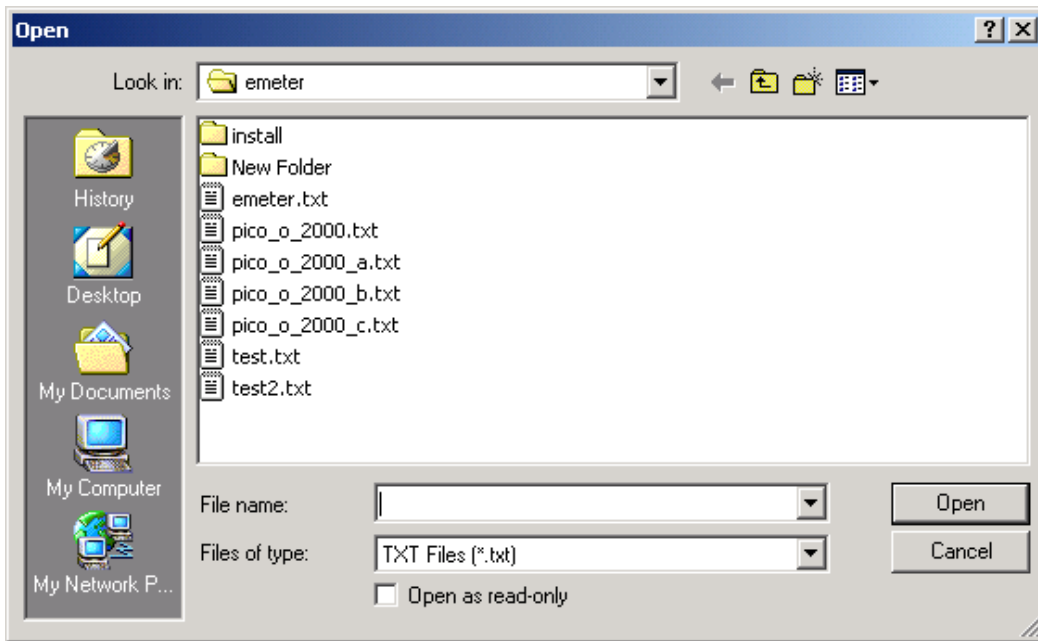 Open
Look in: emeter
History
Desktop
My Documents
My Computer
My Network P...
install
New Folder
emeter.txt
pico_o_2000.txt
pico_o_2000_a.txt
pico_o_2000_b.txt
pico_o_2000_c.txt
test.txt
test2.txt
File name:
Open
Files of type: TXT Files (*.txt)
Cancel
Open as read-only